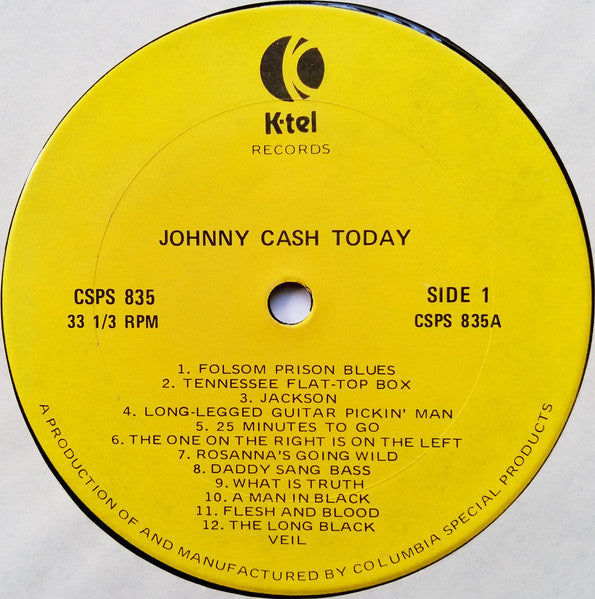 K-tel
RECORDS
JOHNNY CASH TODAY
CSPS 835
33 1/3 RPM
SIDE 1
CSPS 835A
1. FOLSOM PRISON BLUES
2. TENNESSEE FLAT-TOP BOX
3. JACKSON
4. LONG-LEGGED GUITAR PICKIN' MAN
5. 25 MINUTES TO GO
6. THE ONE ON THE RIGHT IS ON THE LEFT
7. ROSANNA'S GOING WILD
8. DADDY SANG BASS
9. WHAT IS TRUTH
10. A MAN IN BLACK
11. FLESH AND BLOOD
12. THE LONG BLACK
VEIL
A PRODUCTION OF AND MANUFACTURED BY COLUMBIA SPECIAL PRODUCTS